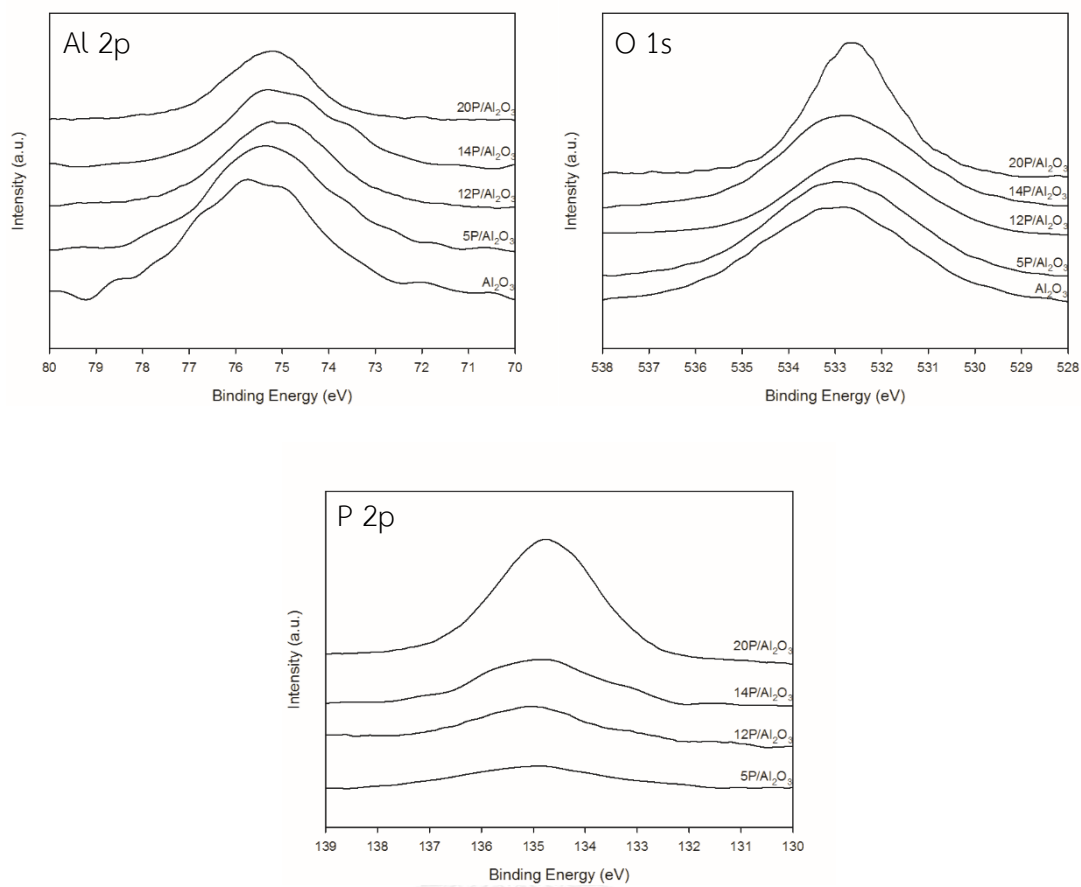 Al 2p
20P/Al₂O₃
14P/Al₂O₃
12P/Al₂O₃
5P/Al₂O₃
Al₂O₃
Intensity (a.u.)
80 79 78 77 76 75 74 73 72 71 70
Binding Energy (eV)
O 1s
20P/Al₂O₃
14P/Al₂O₃
12P/Al₂O₃
5P/Al₂O₃
Al₂O₃
Intensity (a.u.)
538 537 536 535 534 533 532 531 530 529 528
Binding Energy (eV)
P 2p
20P/Al₂O₃
14P/Al₂O₃
12P/Al₂O₃
5P/Al₂O₃
Intensity (a.u.)
139 138 137 136 135 134 133 132 131 130
Binding Energy (eV)